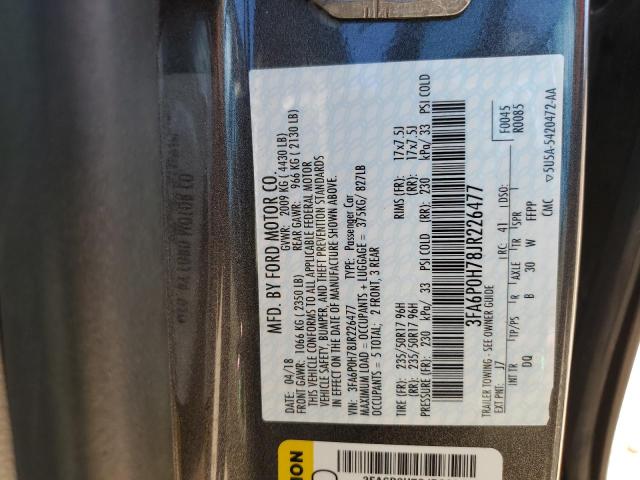 MFD. BY FORD MOTOR CO.
04/18 GVWR: 2009 KG ( 4430 LB)
FRONT GAWR: 1066 KG ( 2350 LB) REAR GAWR: 966 KG ( 2130 LB)
THIS VEHICLE CONFORMS TO ALL APPLICABLE FEDERAL MOTOR
VEHICLE SAFETY, BUMPER, AND THEFT PREVENTION STANDARDS
IN EFFECT ON THE DATE OF MANUFACTURE SHOWN ABOVE.
VIN: 3FA6P0H78JR226477 TYPE: Passenger Car
MAXIMUM LOAD = OCCUPANTS + LUGGAGE = 375KG/ 827LB
OCCUPANTS = 5 TOTAL: 2 FRONT, 3 REAR
TIRE (FR): 235/50R17 96H RIMS (FR): 17x7.5J
(RR): 235/50R17 96H (RR): 17x7.5J
PRESSURE (FR): 230 kPa/ 33 PSI COLD (RR): 230 kPa/ 33 PSI COLD
3FA6P0H78JR226477
F0045
R0085
TRAILER TOWING - SEE OWNER GUIDE
EXT PNT: J7 RC: 41 DSO:
INT TR TP/PS R AXLE TR SPR
DQ B 30 W FFPP
CMC 5U5A-5420472-AA